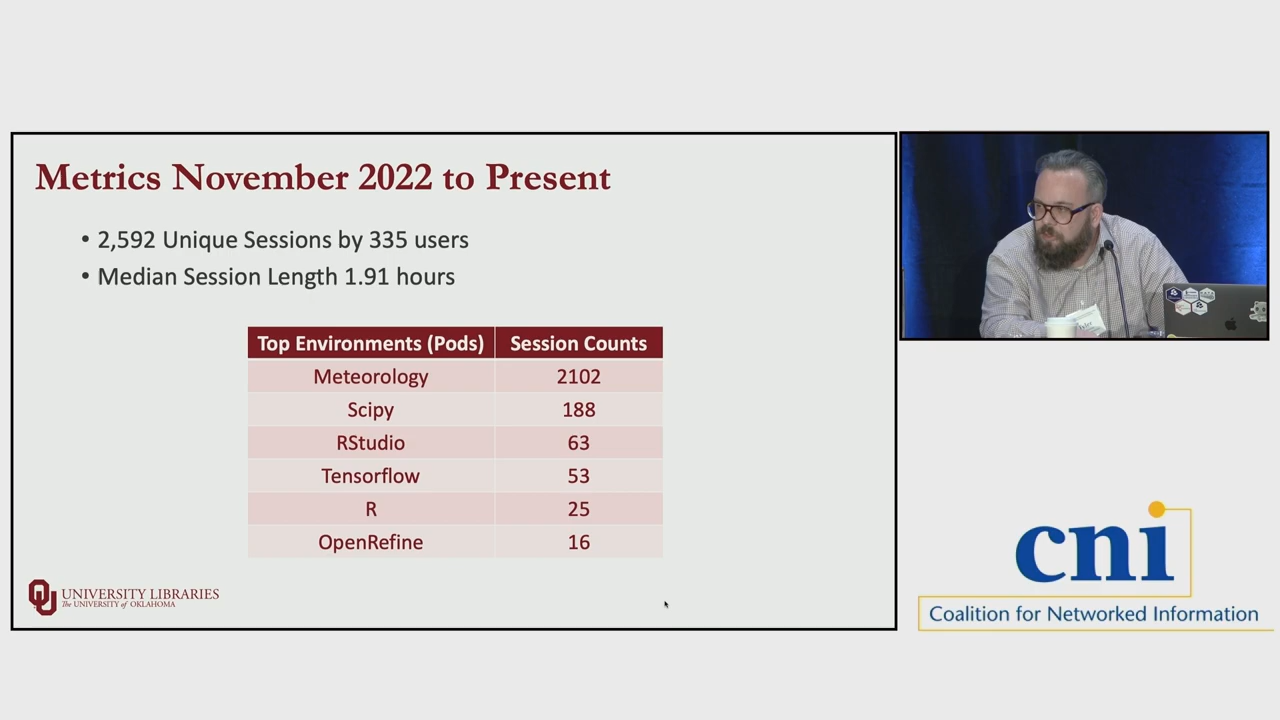 Metrics November 2022 to Present
• 2,592 Unique Sessions by 335 users
• Median Session Length 1.91 hours
Top Environments (Pods) Session Counts
Meteorology 2102
Scipy 188
RStudio 63
Tensorflow 53
R 25
OpenRefine 16
OU UNIVERSITY LIBRARIES
The UNIVERSITY of OKLAHOMA
cni
Coalition for Networked Information